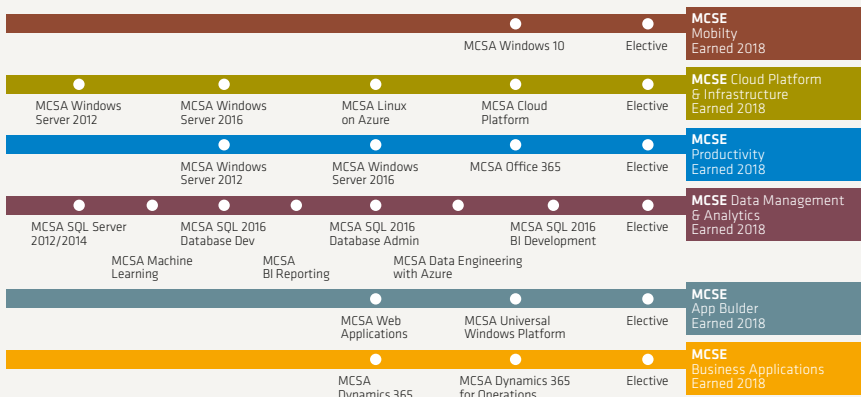 MCSE
Mobilty
Earned 2018
MCSA Windows 10
Elective
MCSE Cloud Platform
& Infrastructure
Earned 2018
MCSA Windows
Server 2012
MCSA Windows
Server 2016
MCSA Linux
on Azure
MCSA Cloud
Platform
Elective
MCSE
Productivity
Earned 2018
MCSA Windows
Server 2012
MCSA Windows
Server 2016
MCSA Office 365
Elective
MCSE Data Management
& Analytics
Earned 2018
MCSA SQL Server
2012/2014
MCSA SQL 2016
Database Dev
MCSA SQL 2016
Database Admin
MCSA SQL 2016
BI Development
Elective
MCSA Machine
Learning
MCSA
BI Reporting
MCSA Data Engineering
with Azure
MCSE
App Bulder
Earned 2018
MCSA Web
Applications
MCSA Universal
Windows Platform
Elective
MCSE
Business Applications
Earned 2018
MCSA
Dynamics 365
MCSA Dynamics 365
for Operations
Elective